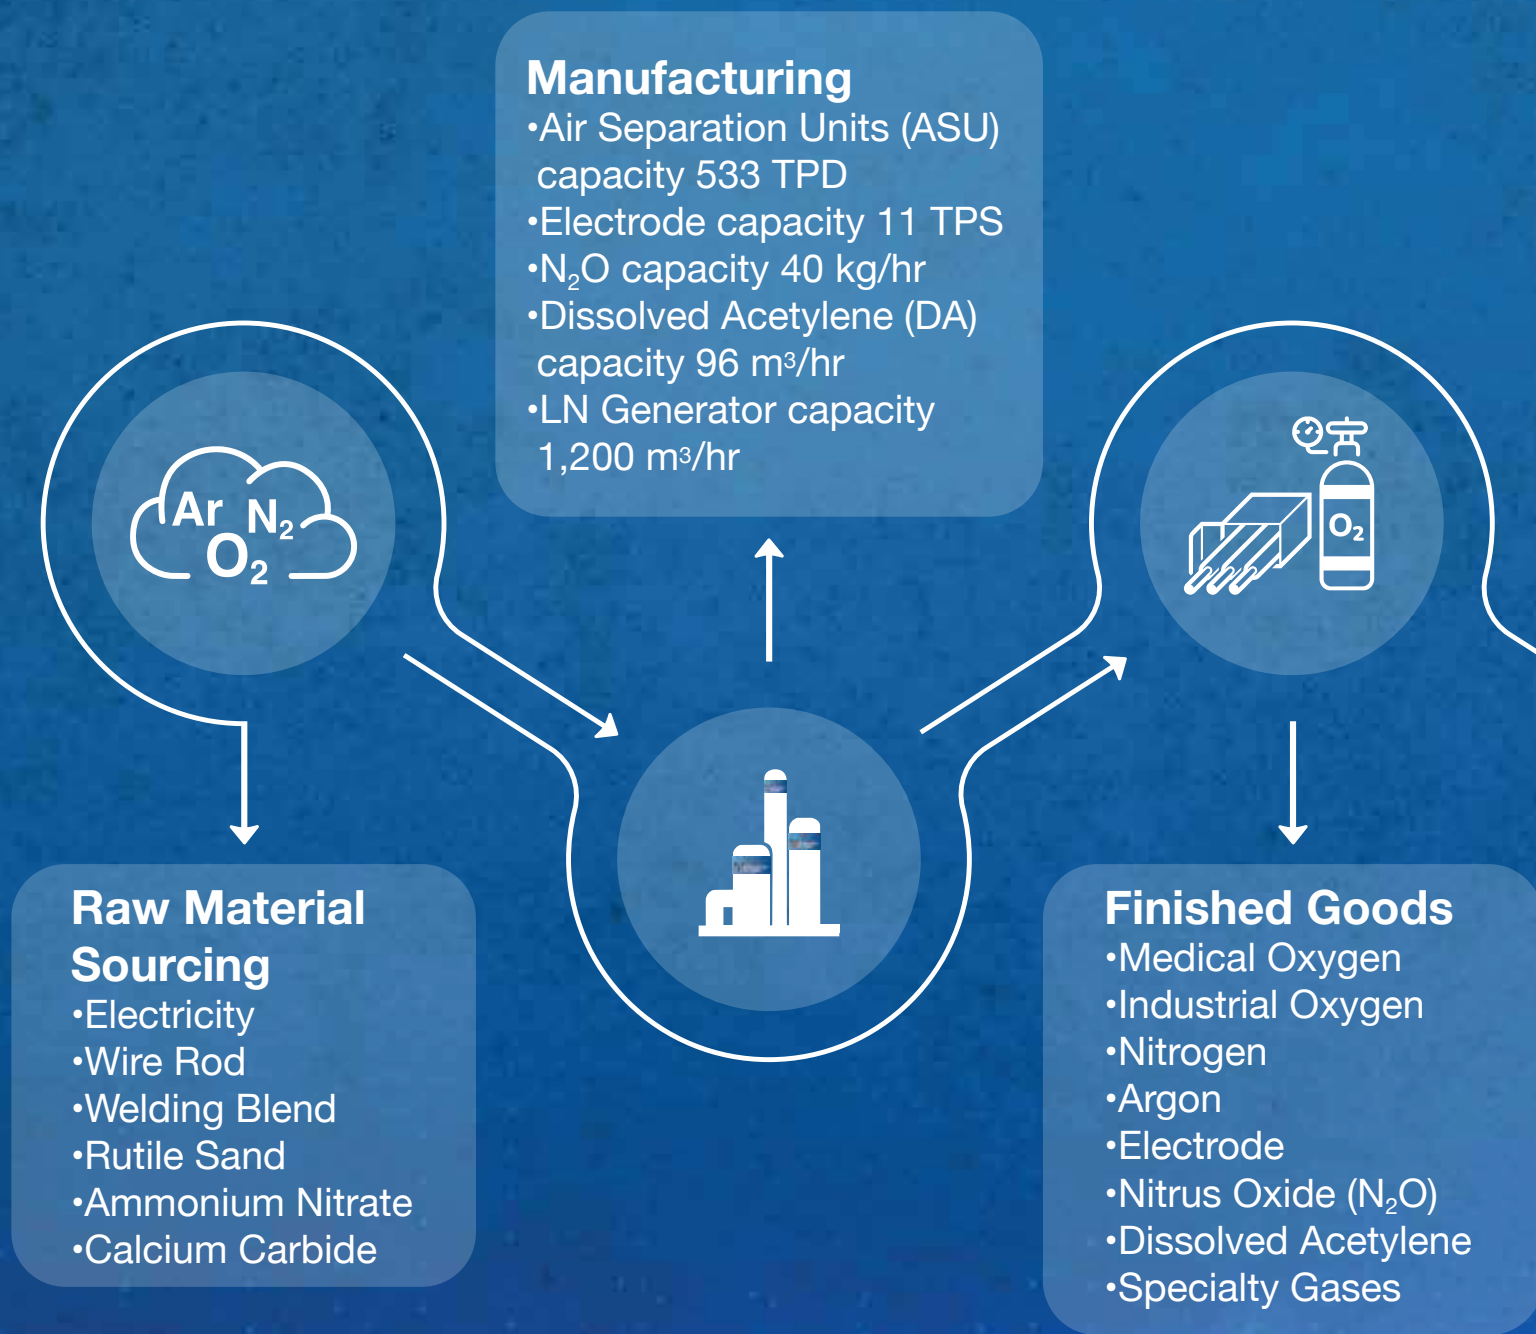 Manufacturing
•Air Separation Units (ASU)
capacity 533 TPD
•Electrode capacity 11 TPS
•N₂O capacity 40 kg/hr
•Dissolved Acetylene (DA)
capacity 96 m³/hr
•LN Generator capacity
1,200 m³/hr
Ar N₂
O₂
O₂
Raw Material
Sourcing
•Electricity
•Wire Rod
•Welding Blend
•Rutile Sand
•Ammonium Nitrate
•Calcium Carbide
Finished Goods
•Medical Oxygen
•Industrial Oxygen
•Nitrogen
•Argon
•Electrode
•Nitrus Oxide (N₂O)
•Dissolved Acetylene
•Specialty Gases